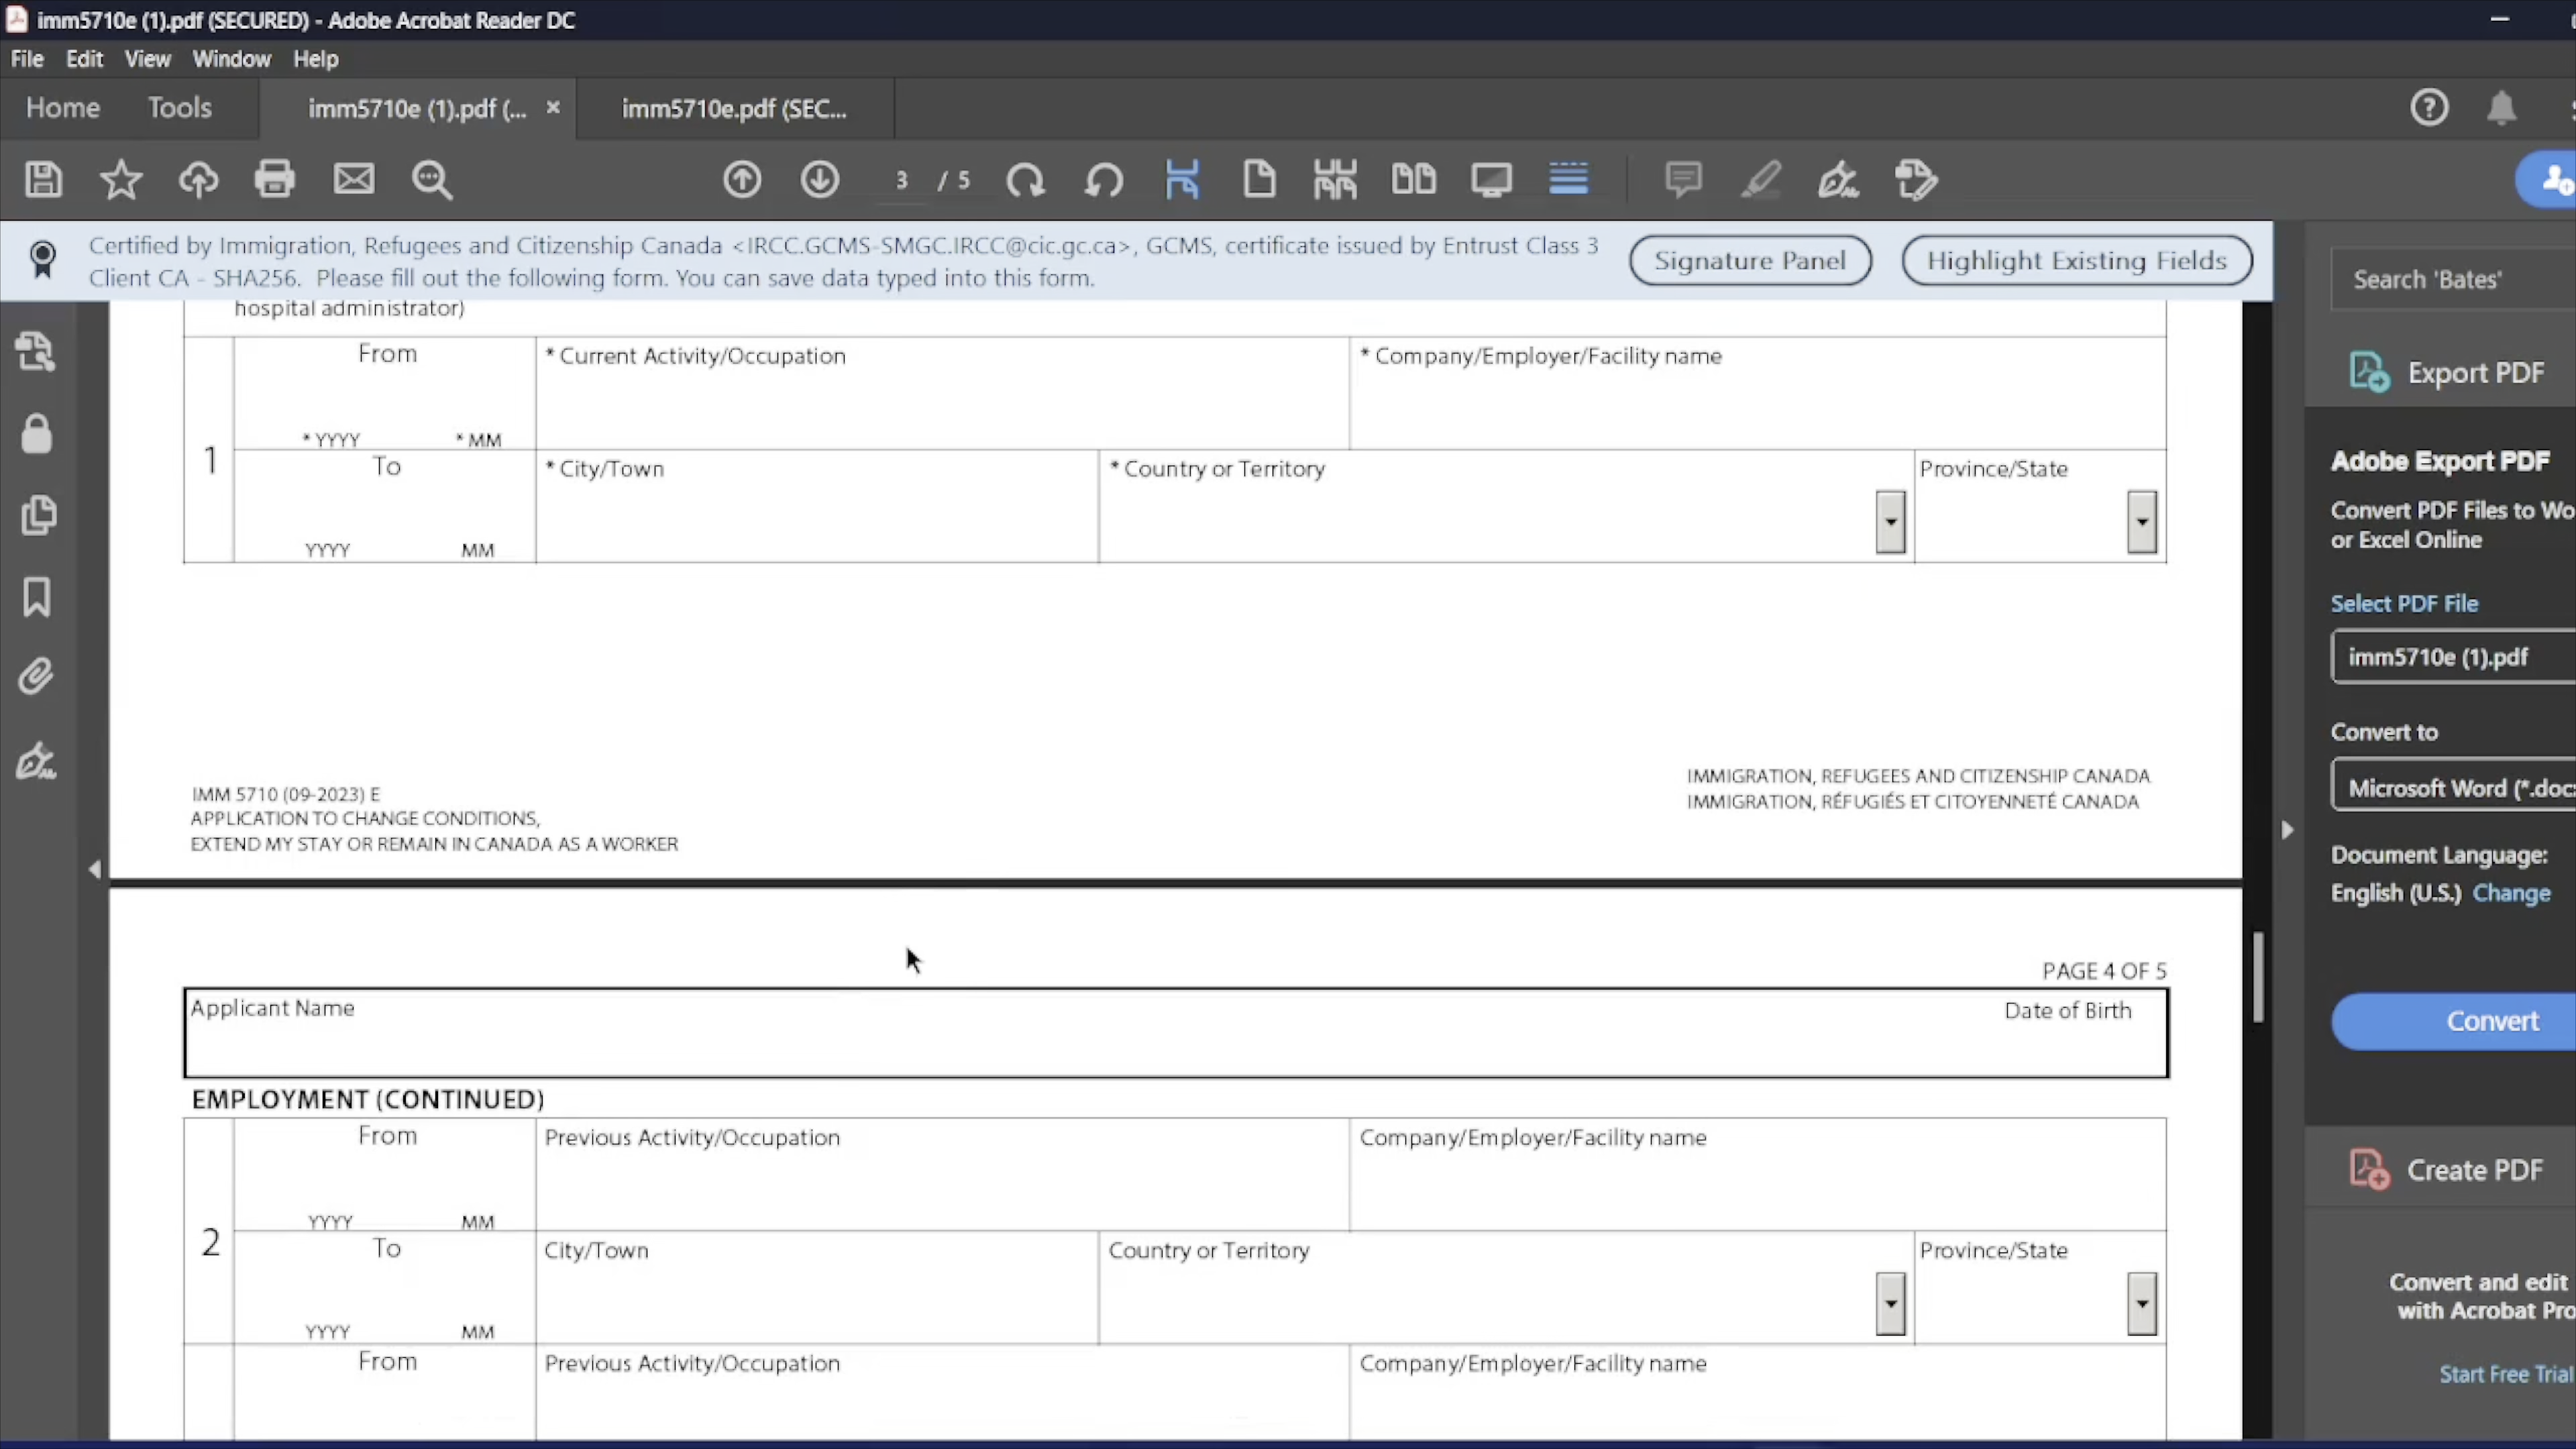 imm5710e (1).pdf (SECURED) - Adobe Acrobat Reader DC
File Edit View Window Help
Home Tools imm5710e (1).pdf (... × imm5710e.pdf (SEC...
3 / 5
Certified by Immigration, Refugees and Citizenship Canada <IRCC.GCMS-SMGC.IRCC@cic.gc.ca>, GCMS, certificate issued by Entrust Class 3
Client CA - SHA256. Please fill out the following form. You can save data typed into this form.
Signature Panel
Highlight Existing Fields
hospital administrator)
From
* Current Activity/Occupation
* Company/Employer/Facility name
* YYYY * MM
1
To
* City/Town
* Country or Territory
Province/State
YYYY MM
IMM 5710 (09-2023) E
APPLICATION TO CHANGE CONDITIONS,
EXTEND MY STAY OR REMAIN IN CANADA AS A WORKER
IMMIGRATION, REFUGEES AND CITIZENSHIP CANADA
IMMIGRATION, RÉFUGIÉS ET CITOYENNETÉ CANADA
PAGE 4 OF 5
Applicant Name
Date of Birth
EMPLOYMENT (CONTINUED)
From
Previous Activity/Occupation
Company/Employer/Facility name
YYYY MM
2
To
City/Town
Country or Territory
Province/State
YYYY MM
From
Previous Activity/Occupation
Company/Employer/Facility name
Search 'Bates'
Export PDF
Adobe Export PDF
Convert PDF Files to Wo
or Excel Online
Select PDF File
imm5710e (1).pdf
Convert to
Microsoft Word (*.doc
Document Language:
English (U.S.) Change
Convert
Create PDF
Convert and edit
with Acrobat Pro
Start Free Trial